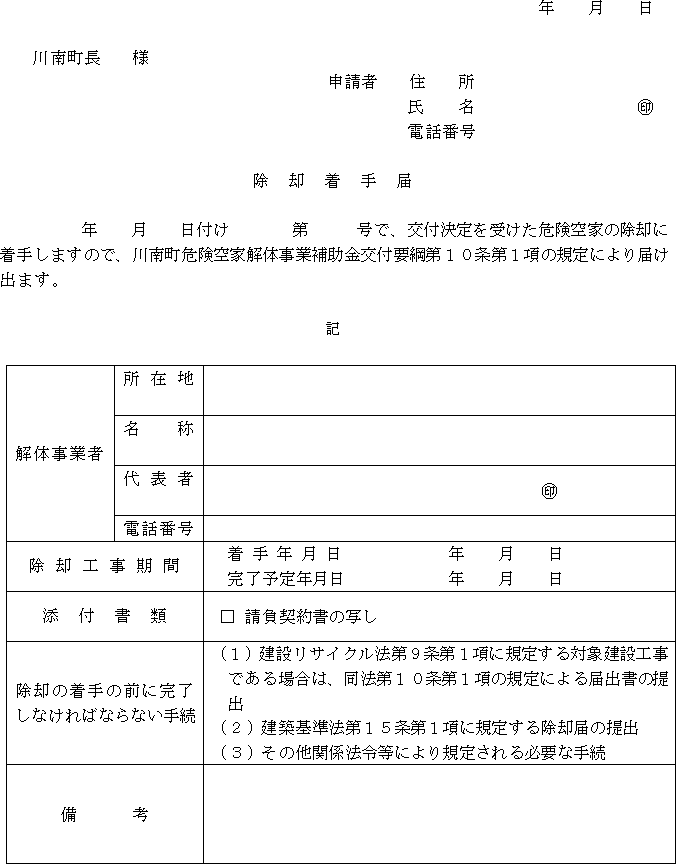 年　　月　　日
川南町長　　様
申請者　　住　　所
氏　　名　　　　　　　　　　㊞
電話番号
除　却　着　手　届
年　　月　　日付け　　　　第　　　号で、交付決定を受けた危険空家の除却に
着手しますので、川南町危険空家解体事業補助金交付要綱第１０条第１項の規定により届け
出ます。
記
解体事業者
所 在 地
名　　称
代 表 者
㊞
電話番号
除 却 工 事 期 間
着 手 年 月 日　　　　　　年　　月　　日
完了予定年月日　　　　　　年　　月　　日
添　付　書　類
□ 請負契約書の写し
除却の着手の前に完了
しなければならない手続
（１）建設リサイクル法第９条第１項に規定する対象建設工事
である場合は、同法第１０条第１項の規定による届出書の提
出
（２）建築基準法第１５条第１項に規定する除却届の提出
（３）その他関係法令等により規定される必要な手続
備　　　考